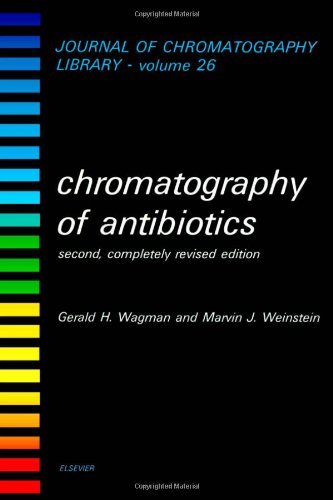 JOURNAL OF CHROMATOGRAPHY
LIBRARY - volume 26
chromatography
of antibiotics
second, completely revised edition
Gerald H. Wagman and Marvin J. Weinstein
ELSEVIER